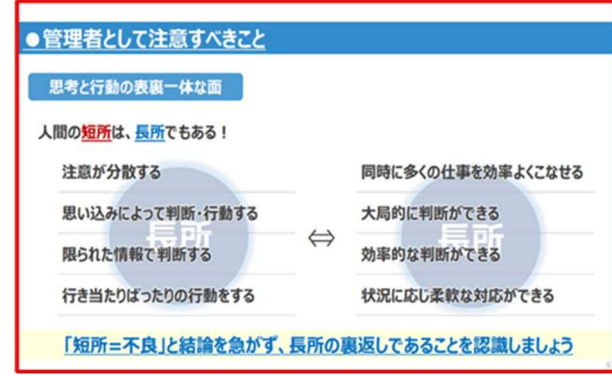 ●管理者として注意すべきこと
思考と行動の表裏一体な面
人間の短所は、長所でもある！
注意が分散する
同時に多くの仕事を効率よくこなせる
思い込みによって判断・行動する
大局的に判断ができる
長所
⇔
長所
限られた情報で判断する
効率的な判断ができる
行き当たりばったりの行動をする
状況に応じ柔軟な対応ができる
「短所=不良」と結論を急がず、長所の裏返しであることを認識しましょう